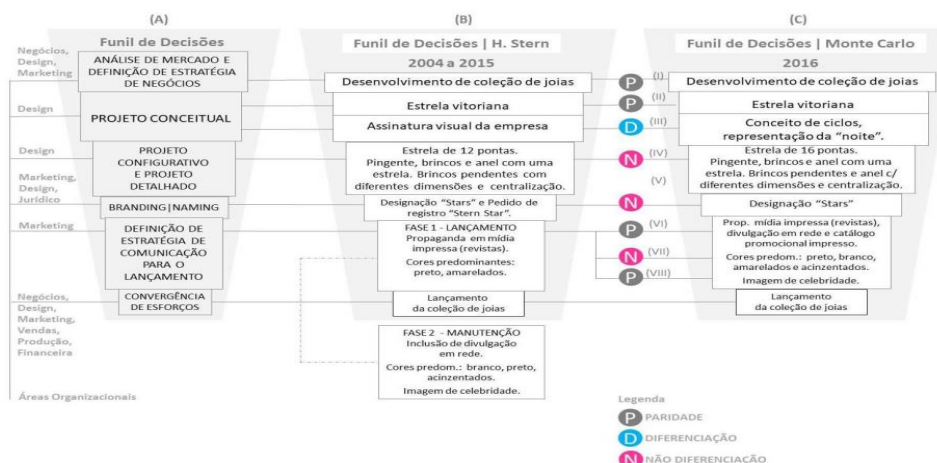 (A)
(B)
(C)
Funil de Decisões
Funil de Decisões | H. Stern
2004 a 2015
Funil de Decisões | Monte Carlo
2016
Negócios,
Design,
Marketing
ANÁLISE DE MERCADO E
DEFINIÇÃO DE ESTRATÉGIA
DE NEGÓCIOS
Desenvolvimento de coleção de joias
P
(I)
Desenvolvimento de coleção de joias
Design
PROJETO CONCEITUAL
Estrela vitoriana
P
(II)
Estrela vitoriana
Assinatura visual da empresa
D
(III)
Conceito de ciclos,
representação da “noite”.
Design
PROJETO
CONFIGURATIVO
E PROJETO
DETALHADO
Estrela de 12 pontas.
Pingente, brincos e anel com uma
estrela. Brincos pendentes com
diferentes dimensões e centralização.
N
(IV)
Estrela de 16 pontas.
Pingente, brincos e anel com uma
estrela. Brincos pendentes e anel c/
diferentes dimensões e centralização.
Marketing,
Design,
Jurídico
(V)
BRANDING|NAMING
Designação “Stars” e Pedido de
registro “Stern Star”.
N
Designação “Stars”
Marketing
DEFINIÇÃO DE
ESTRATÉGIA DE
COMUNICAÇÃO
PARA O
LANÇAMENTO
FASE 1 - LANÇAMENTO
Propaganda em mídia
impressa (revistas).
Cores predominantes:
preto, amarelados.
P
(VI)
N
(VII)
P
(VIII)
Prop. mídia impressa (revistas),
divulgação em rede e catálogo
promocional impresso.
Cores predom.: preto, branco,
amarelados e acinzentados.
Imagem de celebridade.
Negócios,
Design,
Marketing,
Vendas,
Produção,
Financeira
CONVERGÊNCIA
DE ESFORÇOS
Lançamento
da coleção de joias
Lançamento
da coleção de joias
FASE 2 - MANUTENÇÃO
Inclusão de divulgação
em rede.
Cores predom.: branco, preto,
acinzentados.
Imagem de celebridade.
Áreas Organizacionais
Legenda
P PARIDADE
D DIFERENCIAÇÃO
N NÃO DIFERENCIAÇÃO